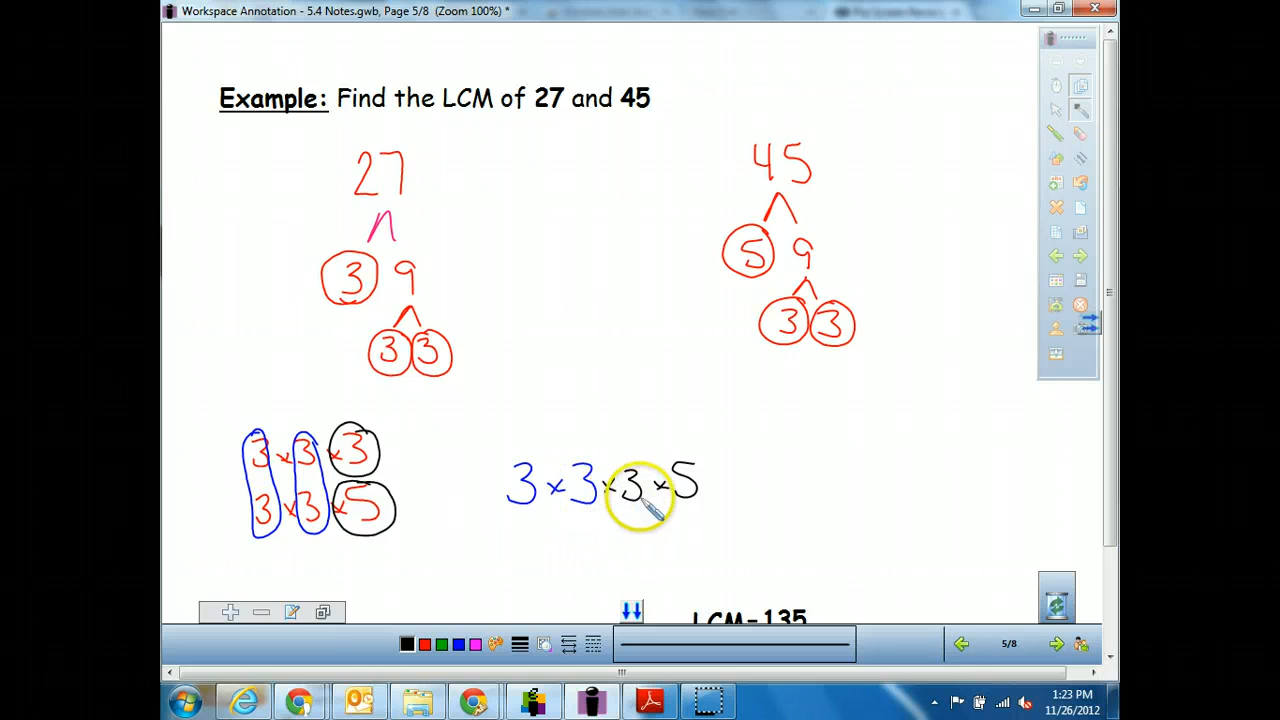 Workspace Annotation - 5.4 Notes.gwb, Page 5/8 (Zoom 100%) *
Example: Find the LCM of 27 and 45
27
45
3 9
5 9
3 3
3 3
3 × 3 × 3
3 × 3 × 5
3 × 3 × 3 × 5
LCM=135
5/8
1:23 PM
11/26/2012